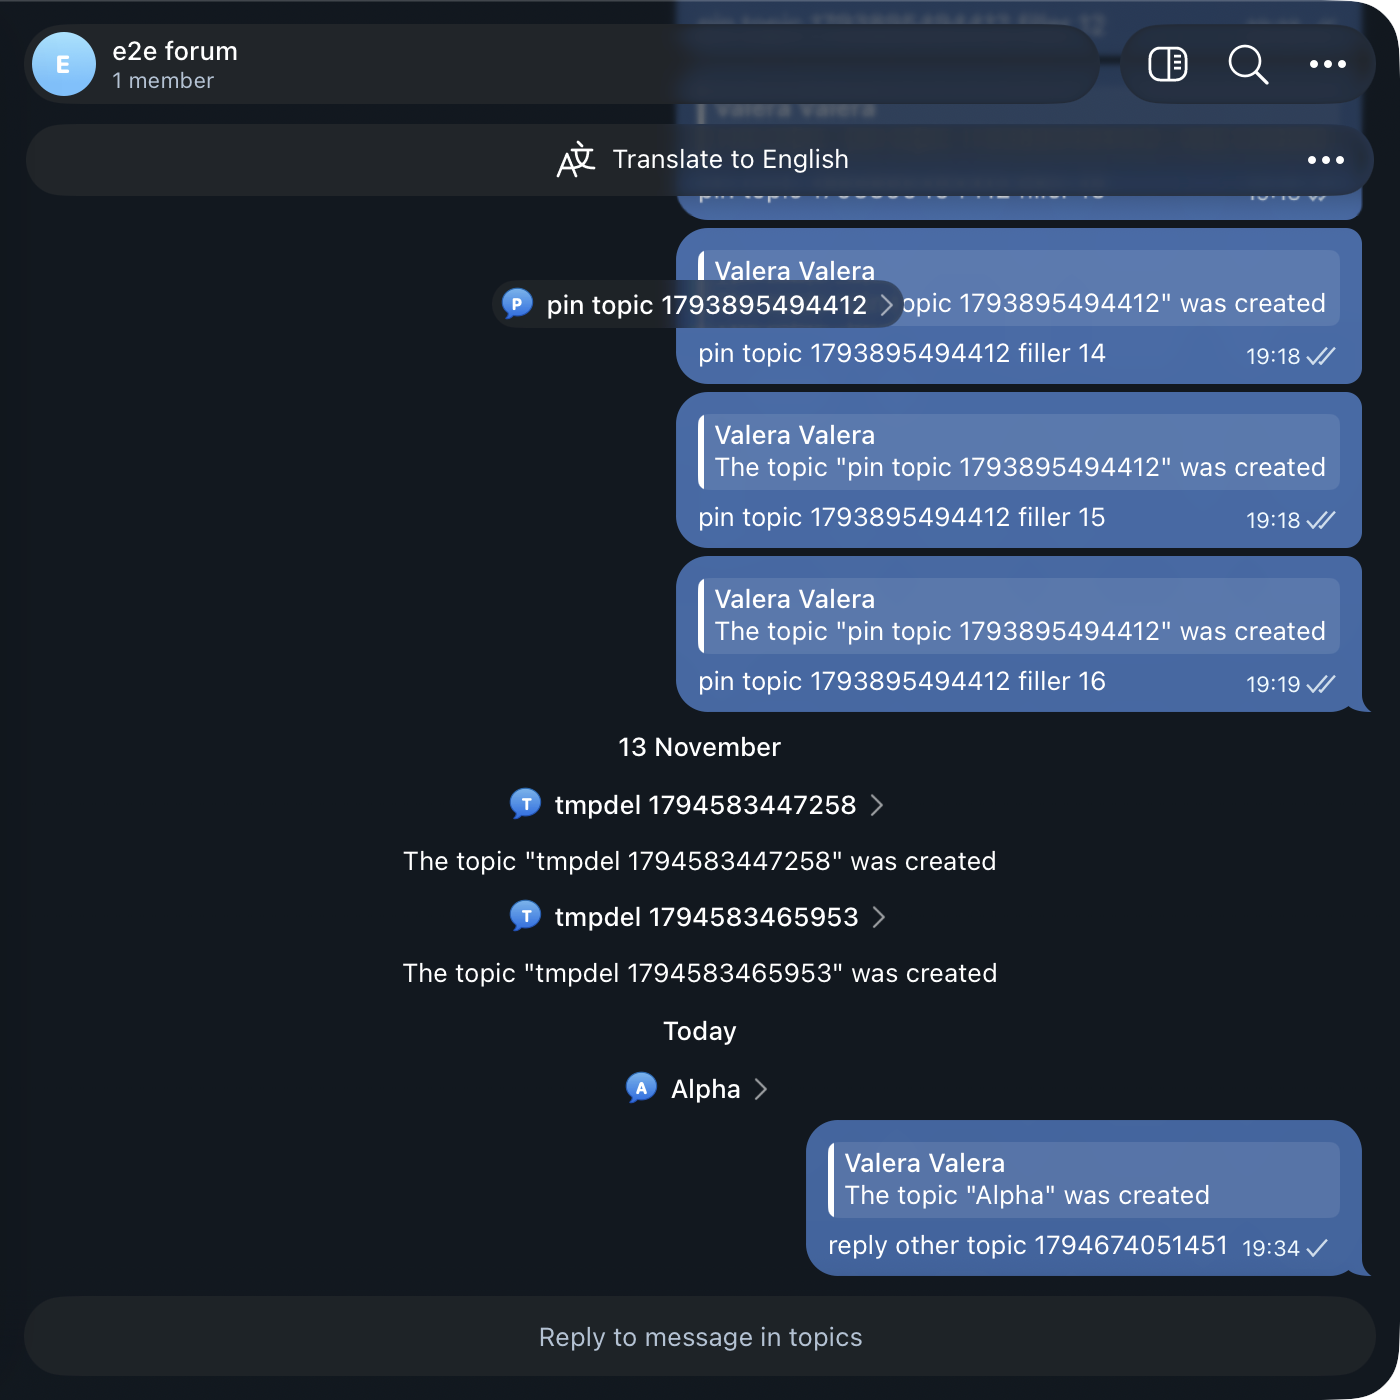 E
e2e forum
1 member
Translate to English
Valera Valera
P pin topic 1793895494412
opic 1793895494412" was created
pin topic 1793895494412 filler 14
19:18
Valera Valera
The topic "pin topic 1793895494412" was created
pin topic 1793895494412 filler 15
19:18
Valera Valera
The topic "pin topic 1793895494412" was created
pin topic 1793895494412 filler 16
19:19
13 November
T tmpdel 1794583447258
The topic "tmpdel 1794583447258" was created
T tmpdel 1794583465953
The topic "tmpdel 1794583465953" was created
Today
A Alpha
Valera Valera
The topic "Alpha" was created
reply other topic 1794674051451 19:34
Reply to message in topics